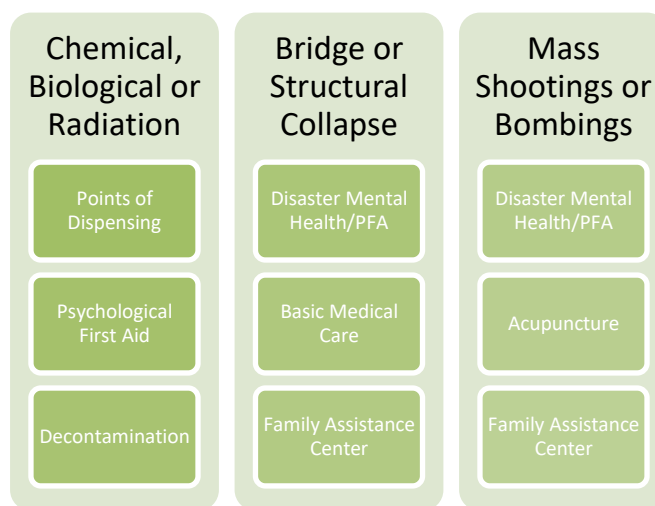 Chemical,
Biological or
Radiation
Points of
Dispensing
Psychological
First Aid
Decontamination
Bridge or
Structural
Collapse
Disaster Mental
Health/PFA
Basic Medical
Care
Family Assistance
Center
Mass
Shootings or
Bombings
Disaster Mental
Health/PFA
Acupuncture
Family Assistance
Center